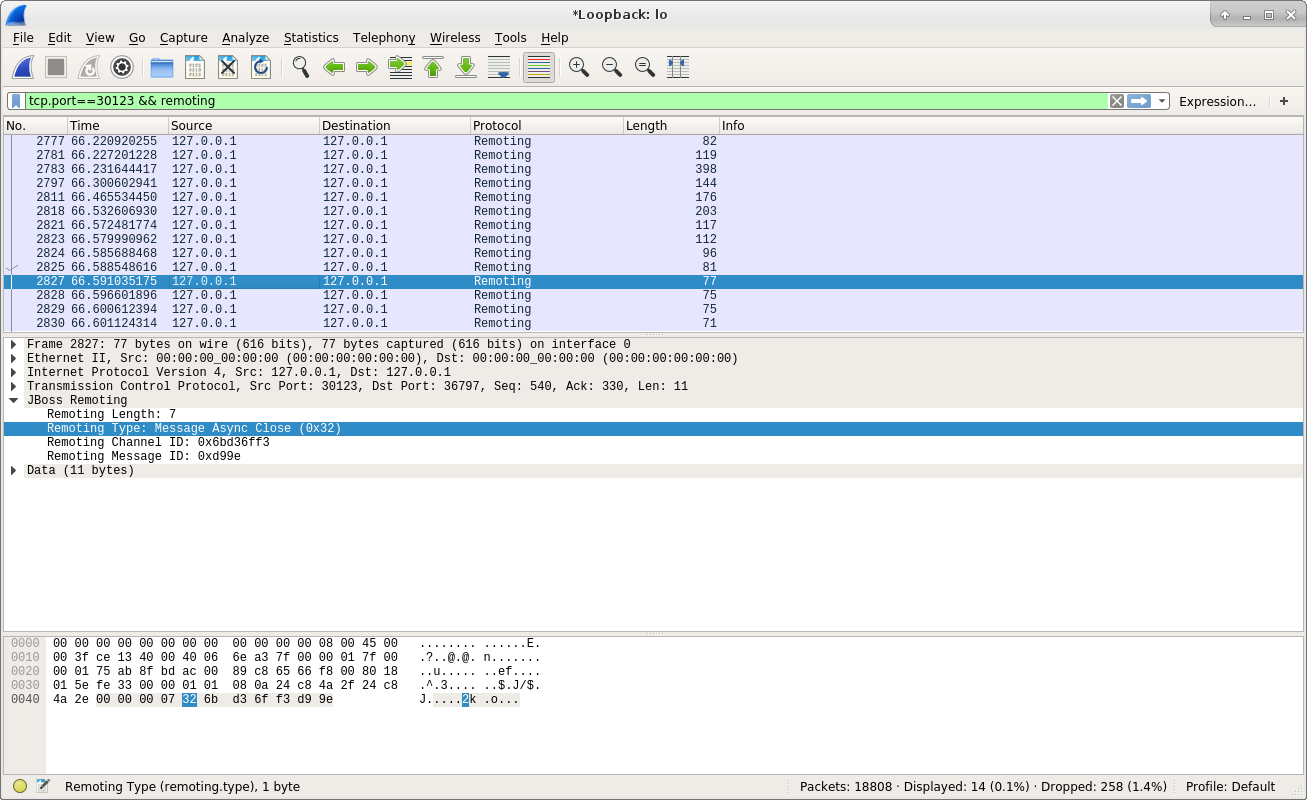 *Loopback: lo
File Edit View Go Capture Analyze Statistics Telephony Wireless Tools Help
tcp.port==30123 && remoting Expression... +
No. Time Source Destination Protocol Length Info
2777 66.220920255 127.0.0.1 127.0.0.1 Remoting 82
2781 66.227201228 127.0.0.1 127.0.0.1 Remoting 119
2783 66.231644417 127.0.0.1 127.0.0.1 Remoting 398
2797 66.300602941 127.0.0.1 127.0.0.1 Remoting 144
2811 66.465534450 127.0.0.1 127.0.0.1 Remoting 176
2818 66.532606930 127.0.0.1 127.0.0.1 Remoting 203
2821 66.572481774 127.0.0.1 127.0.0.1 Remoting 117
2823 66.579990962 127.0.0.1 127.0.0.1 Remoting 112
2824 66.585688468 127.0.0.1 127.0.0.1 Remoting 96
2825 66.588548616 127.0.0.1 127.0.0.1 Remoting 81
2827 66.591035175 127.0.0.1 127.0.0.1 Remoting 77
2828 66.596601896 127.0.0.1 127.0.0.1 Remoting 75
2829 66.600612394 127.0.0.1 127.0.0.1 Remoting 75
2830 66.601124314 127.0.0.1 127.0.0.1 Remoting 71
Frame 2827: 77 bytes on wire (616 bits), 77 bytes captured (616 bits) on interface 0
Ethernet II, Src: 00:00:00_00:00:00 (00:00:00:00:00:00), Dst: 00:00:00_00:00:00 (00:00:00:00:00:00)
Internet Protocol Version 4, Src: 127.0.0.1, Dst: 127.0.0.1
Transmission Control Protocol, Src Port: 30123, Dst Port: 36797, Seq: 540, Ack: 330, Len: 11
JBoss Remoting
Remoting Length: 7
Remoting Type: Message Async Close (0x32)
Remoting Channel ID: 0x6bd36ff3
Remoting Message ID: 0xd99e
Data (11 bytes)
0000 00 00 00 00 00 00 00 00 00 00 00 00 08 00 45 00 ........ ......E.
0010 00 3f ce 13 40 00 40 06 6e a3 7f 00 00 01 7f 00 .?..@.@. n.......
0020 00 01 75 ab 8f bd ac 00 89 c8 65 66 f8 00 80 18 ..u..... ..ef....
0030 01 5e fe 33 00 00 01 01 08 0a 24 c8 4a 2f 24 c8 .^.3.... ..$.J/$.
0040 4a 2e 00 00 00 07 32 6b d3 6f f3 d9 9e J.....2k .o...
Remoting Type (remoting.type), 1 byte Packets: 18808 · Displayed: 14 (0.1%) · Dropped: 258 (1.4%) Profile: Default